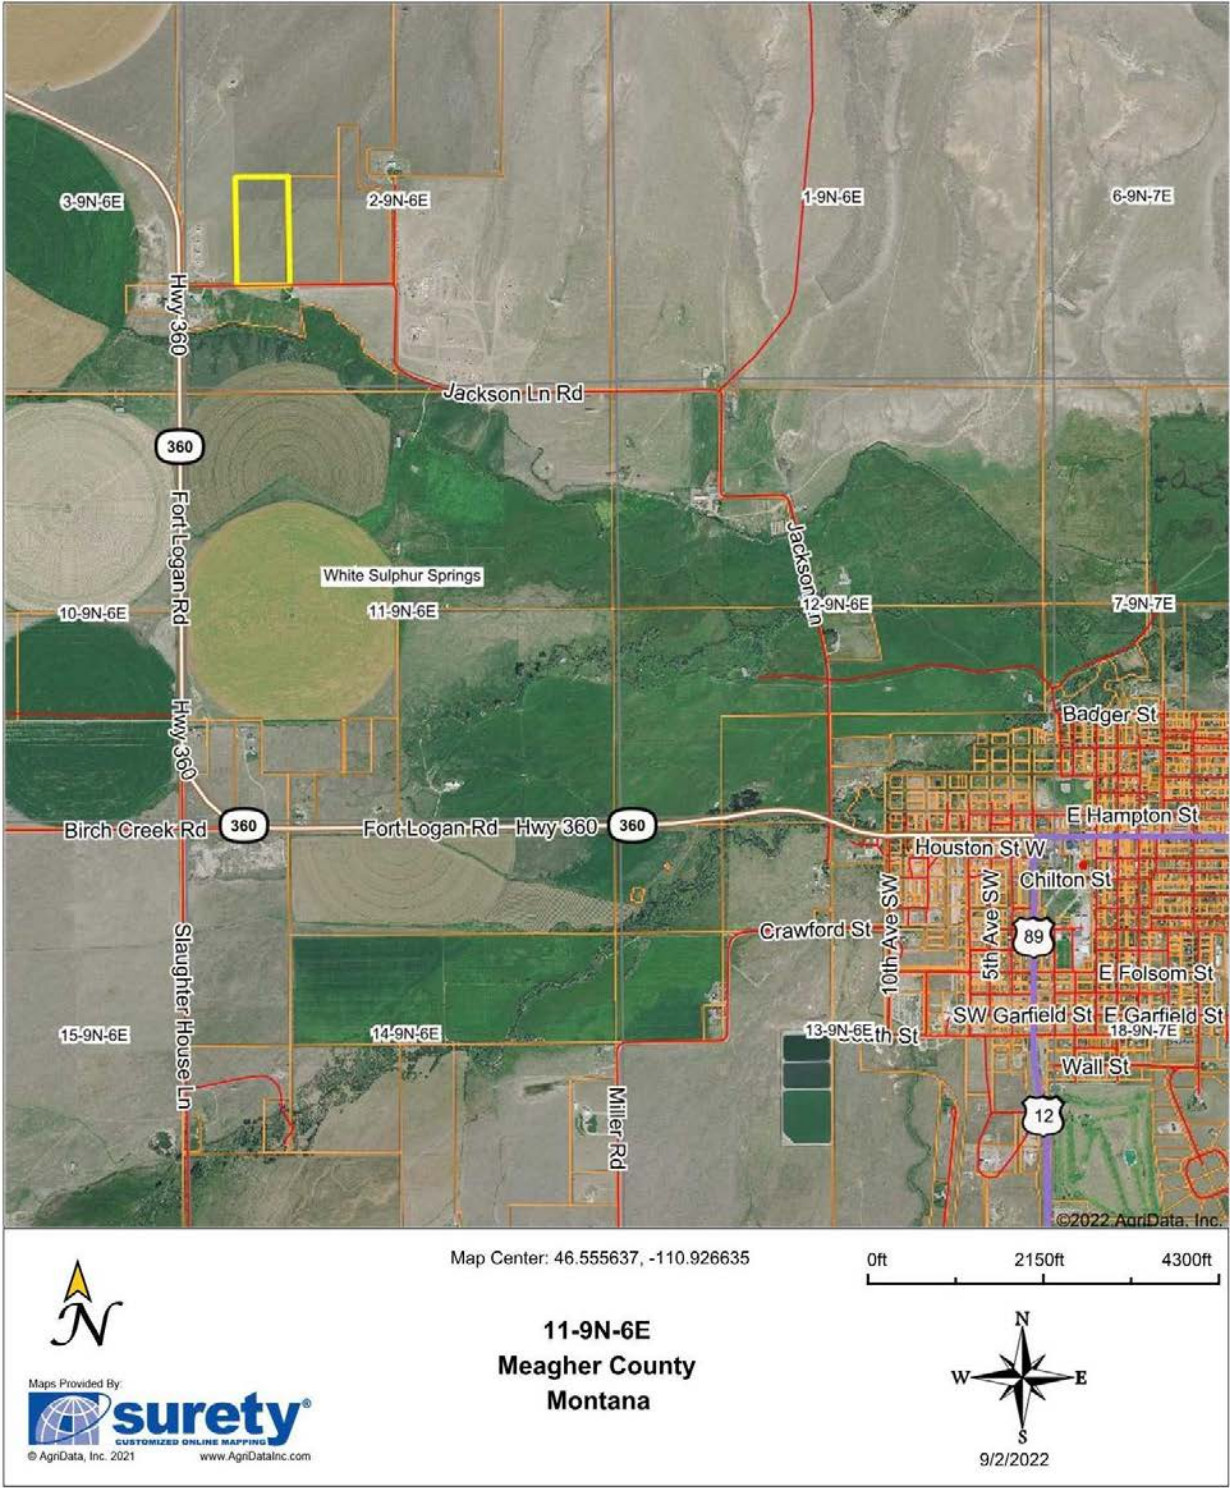 3-9N-6E
2-9N-6E
1-9N-6E
6-9N-7E
Hwy 360
Jackson Ln Rd
360
Fort Logan Rd
Jackson Ln
White Sulphur Springs
10-9N-6E
11-9N-6E
12-9N-6E
7-9N-7E
Hwy 360
Badger St
Birch Creek Rd
360
Fort Logan Rd
Hwy 360
360
E Hampton St
Houston St W
Chilton St
10th Ave SW
5th Ave SW
Crawford St
89
Slaughter House Ln
E Folsom St
SW Garfield St
E Garfield St
15-9N-6E
14-9N-6E
13-9N-6E
South St
18-9N-7E
Wall St
Miller Rd
12
©2022 AgriData, Inc.
Map Center: 46.555637, -110.926635
0ft 2150ft 4300ft
N
11-9N-6E
Meagher County
Montana
N
W E
S
9/2/2022
Maps Provided By:
surety®
CUSTOMIZED ONLINE MAPPING
© AgriData, Inc. 2021 www.AgriDataInc.com